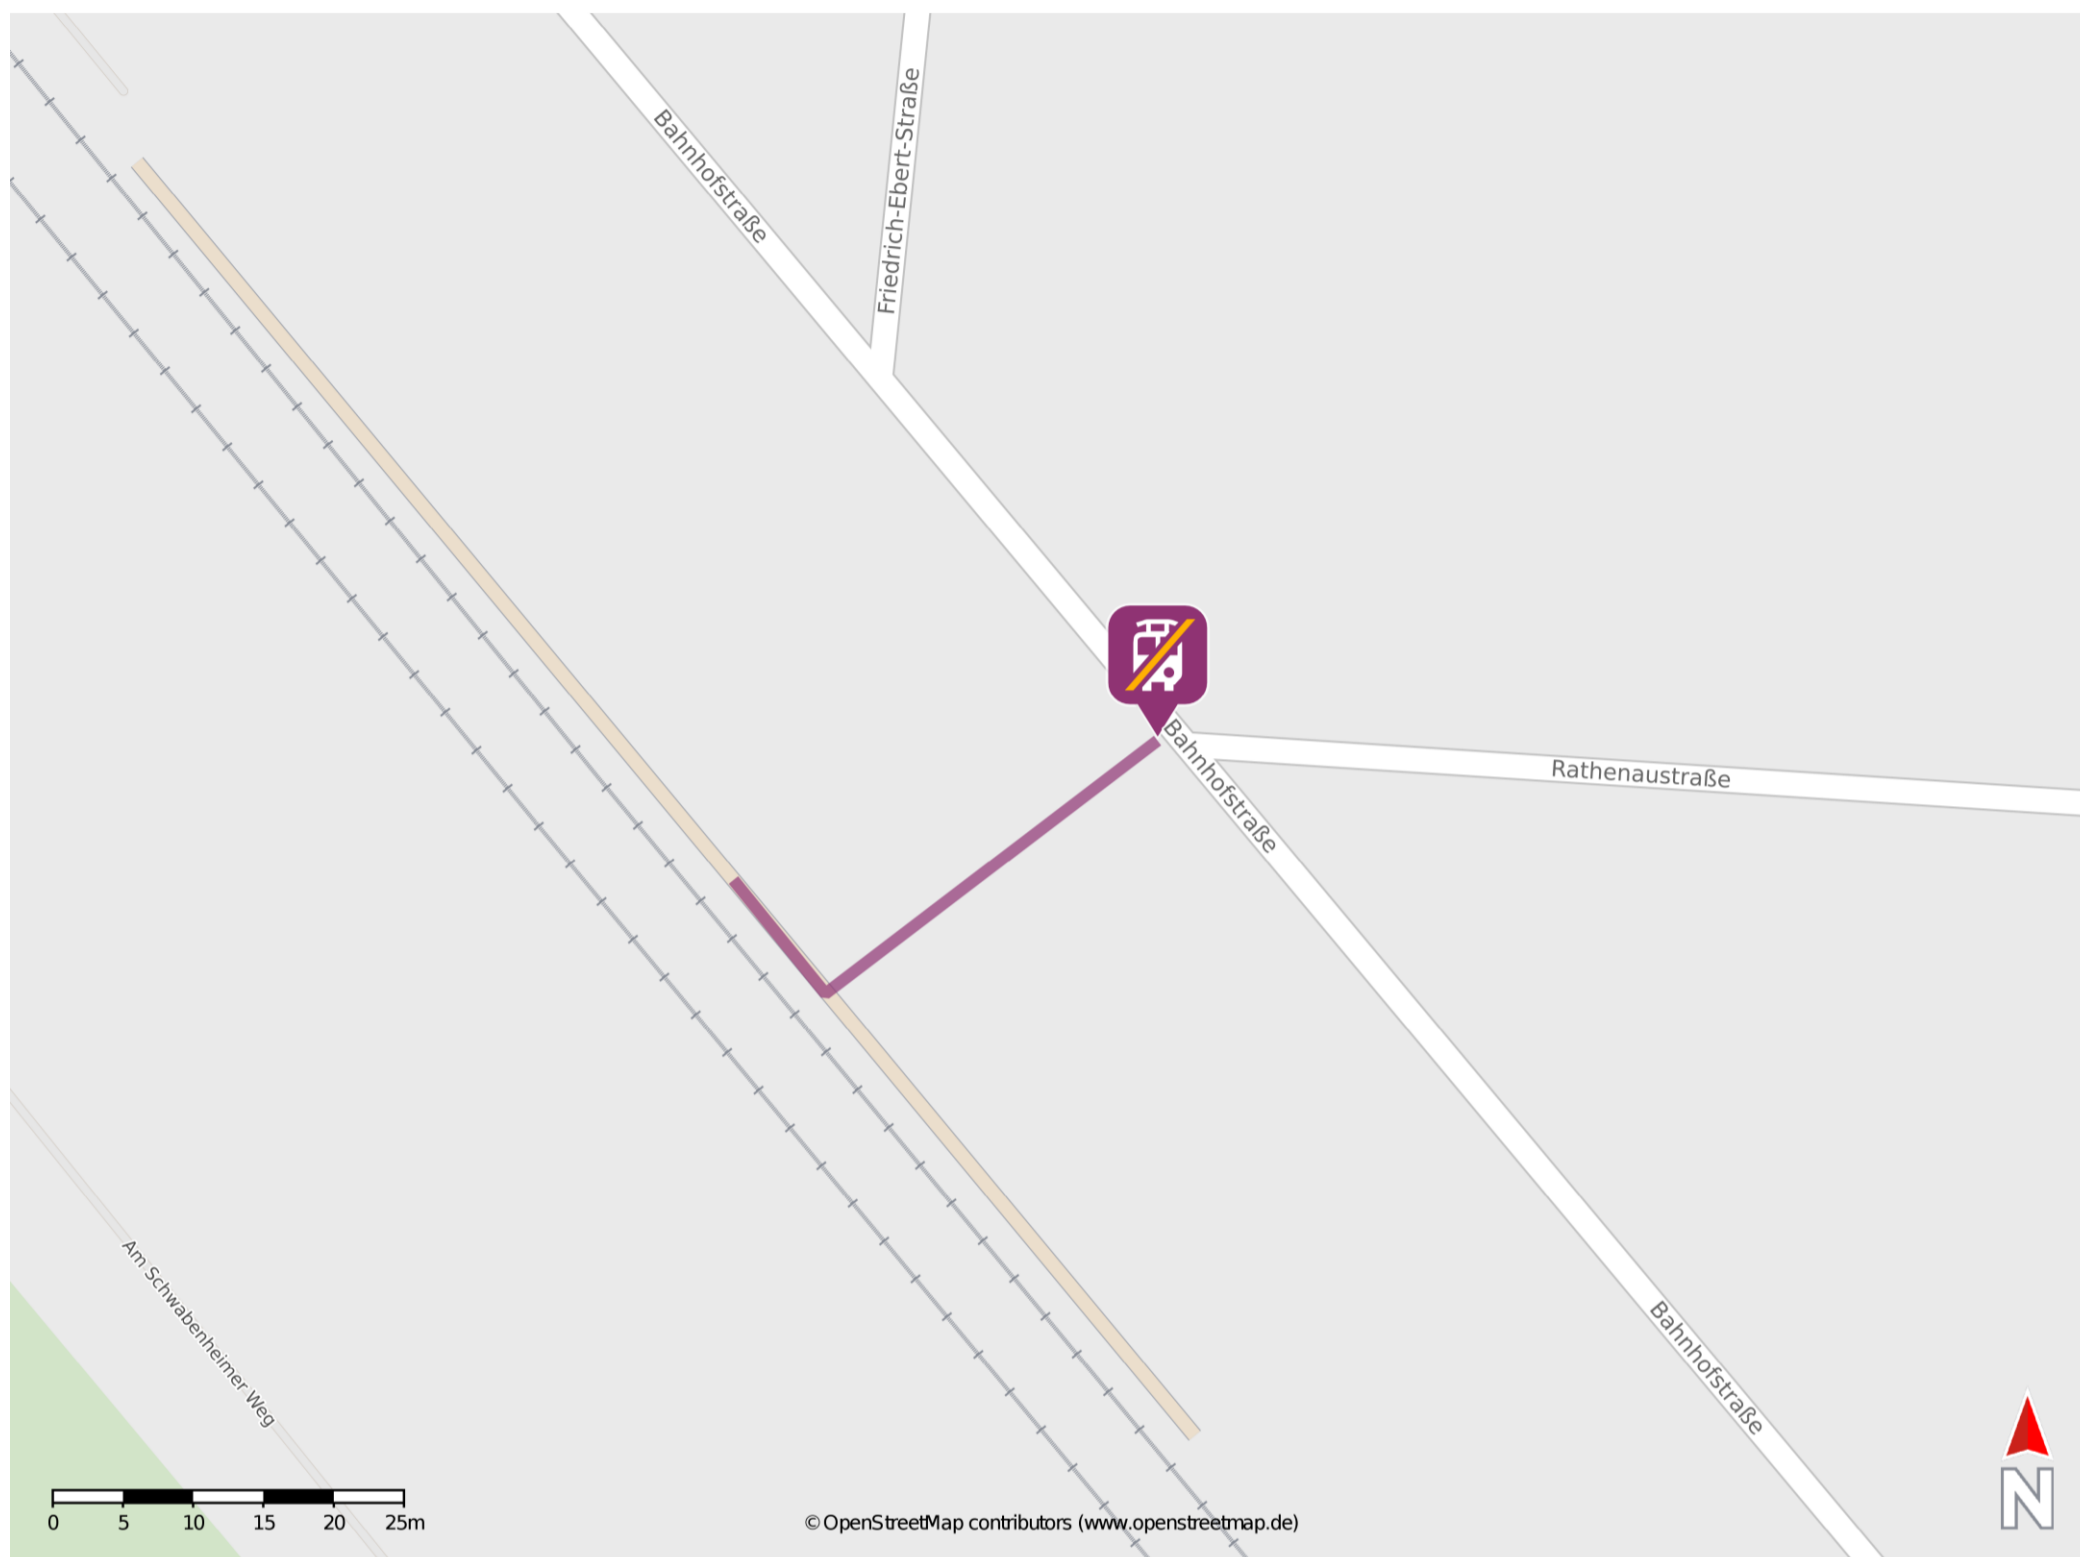 Bahnhofstraße
Friedrich-Ebert-Straße
Bahnhofstraße
Rathenaustraße
Am Schwabenheimer Weg
Bahnhofstraße
N
0 5 10 15 20 25m
© OpenStreetMap contributors (www.openstreetmap.de)